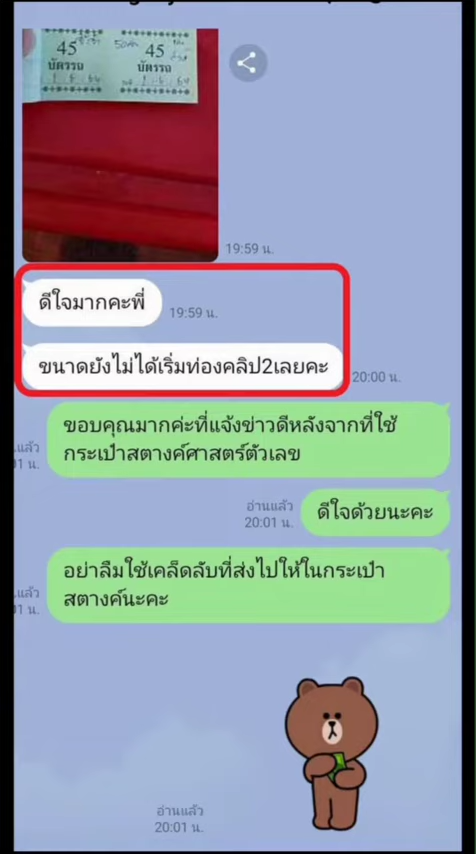 45
45
บัตรรถ
บัตรรถ
19:59 น.
ดีใจมากคะพี่
19:59 น.
ขนาดยังไม่ได้เริ่มท่องคลิป2เลยคะ
20:00 น.
ขอบคุณมากค่ะที่แจ้งข่าวดีหลังจากที่ใช้
กระเป๋าสตางค์ศาสตร์ตัวเลข
อ่านแล้ว
20:01 น.
ดีใจด้วยนะคะ
อย่าลืมใช้เคล็ดลับที่ส่งไปให้ในกระเป๋า
สตางค์นะคะ
อ่านแล้ว
20:01 น.